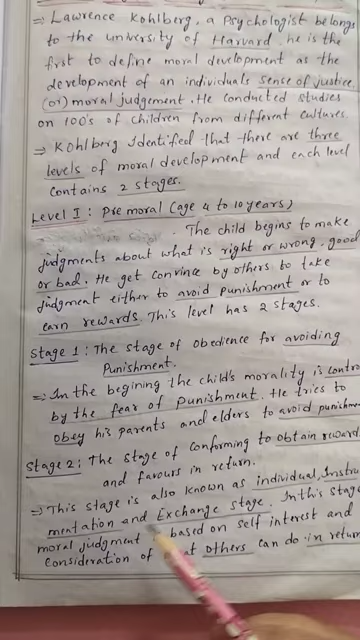 ⇒ Lawrence Kohlberg, a Psychologist belongs
to the university of Harvard. he is the
first to define moral development as the
development of an individuals sense of justice
(or) moral judgement. He conducted studies
on 100's of children from different cultures.
⇒ Kohlberg Identified that there are three
levels of moral development and each level
contains 2 stages.
Level I : Pre moral (age 4 to 10 years)
The child begins to make
judgments about what is right or wrong, good
or bad. He get convince by others to take
judgment either to avoid punishment or to
earn rewards. This level has 2 stages.
Stage 1: The stage of obedience for avoiding
Punishment.
⇒ In the begining the child's morality is contro
by the fear of Punishment. He tries to
obey his parents and elders to avoid punishm
Stage 2: The stage of conforming to obtain reward
and favours in return.
⇒ This stage is also known as individual, Instru
mentation and Exchange stage. In this stage
moral judgment based on self interest and
consideration of at others can do in return